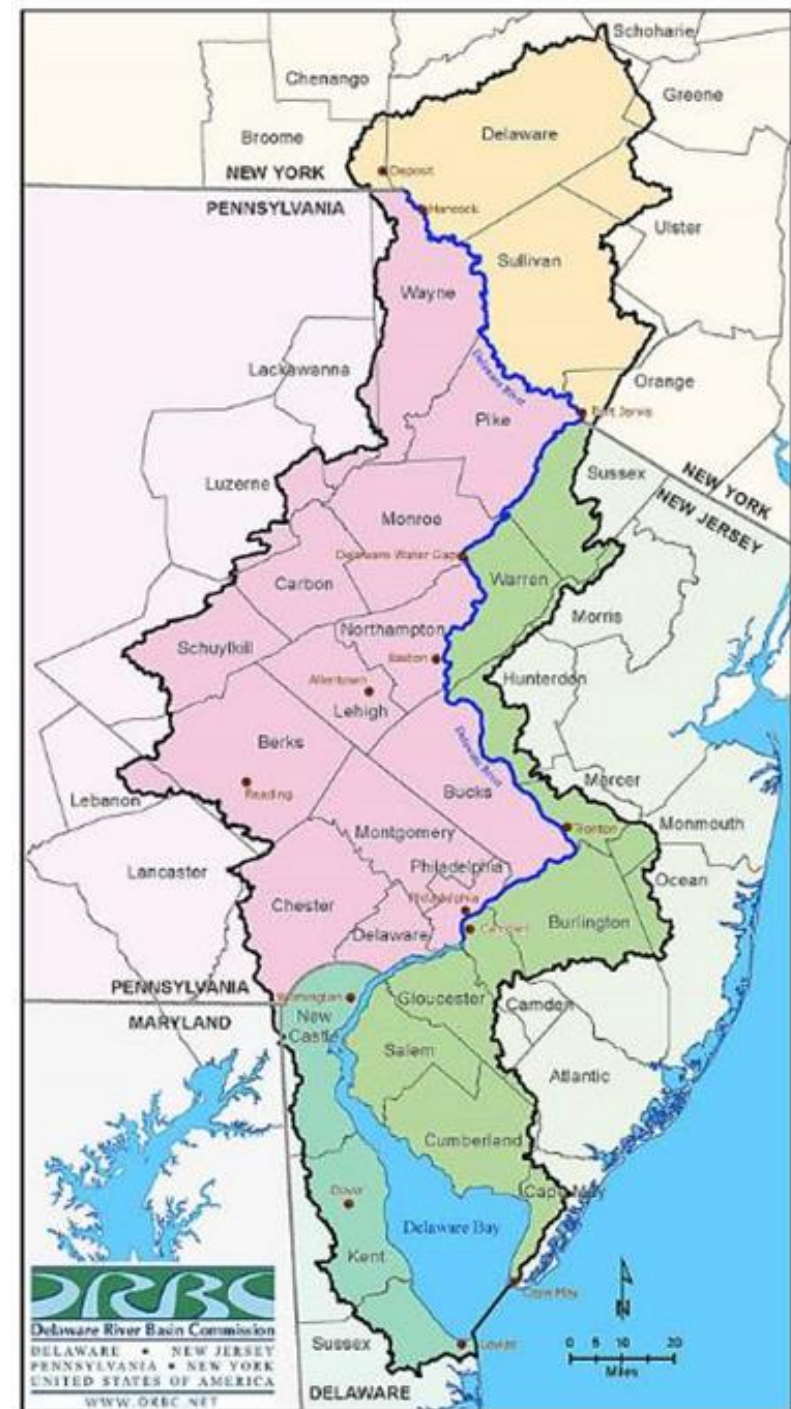 Schoharie
Chenango
Greene
Broome
Delaware
NEW YORK
Deposit
PENNSYLVANIA
Hancock
Ulster
Sullivan
Wayne
Delaware River
Lackawanna
Orange
Port Jervis
Pike
Sussex
NEW YORK
NEW JERSEY
Luzerne
Monroe
Delaware Water Gap
Warren
Carbon
Morris
Northampton
Schuylkill
Easton
Hunterdon
Allentown
Lehigh
Delaware River
Berks
Mercer
Reading
Bucks
Lebanon
Trenton
Monmouth
Montgomery
Philadelphia
Lancaster
Ocean
Chester
Philadelphia
Burlington
Delaware
Camden
PENNSYLVANIA
Wilmington
Gloucester
Camden
MARYLAND
New
Castle
Salem
Atlantic
Cumberland
Dover
Cape May
Delaware Bay
Kent
Cape May
N
DRBC
Delaware River Basin Commission
DELAWARE • NEW JERSEY
PENNSYLVANIA • NEW YORK
UNITED STATES OF AMERICA
WWW.DRBC.NET
Sussex
Lewes
DELAWARE
0 5 10 20
Miles